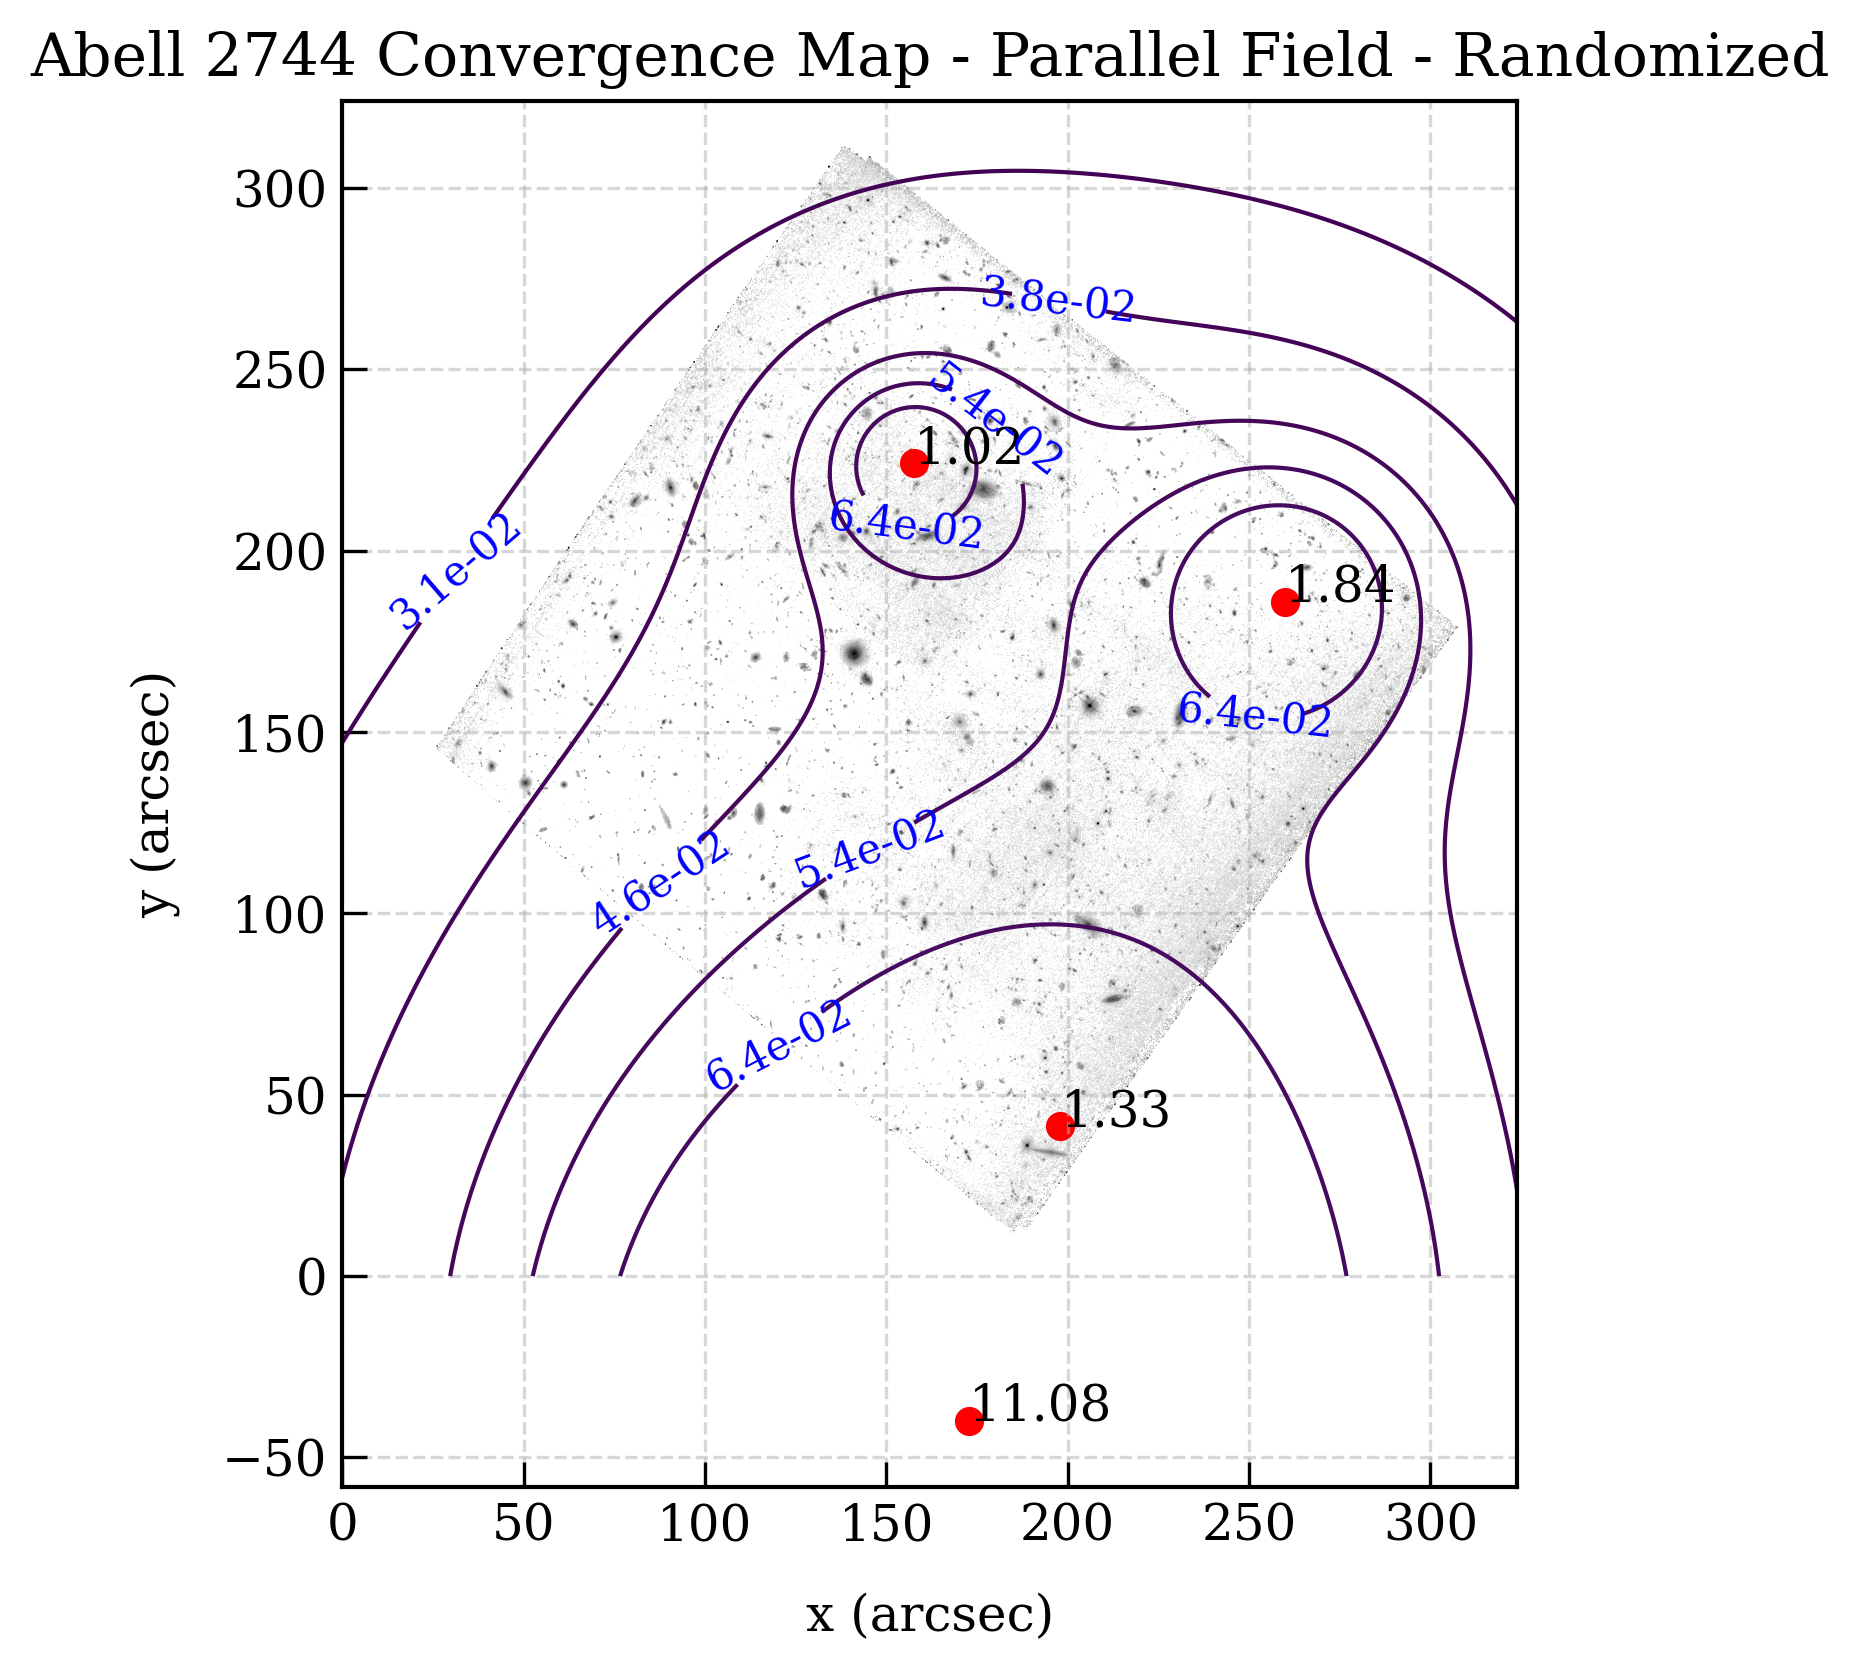 Abell 2744 Convergence Map - Parallel Field - Randomized
300
250
200
150
100
50
0
−50
y (arcsec)
3.8e-02
5.4e-02
1.02
6.4e-02
3.1e-02
1.84
6.4e-02
5.4e-02
4.6e-02
6.4e-02
1.33
11.08
0 50 100 150 200 250 300
x (arcsec)